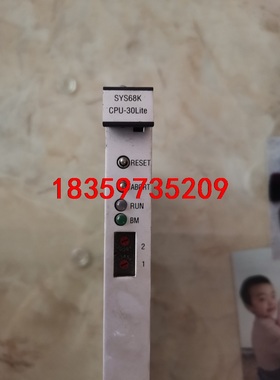 SYS68K
CPU-30Lite
RESET
ABORT
18359735209
RUN
BM
2
1